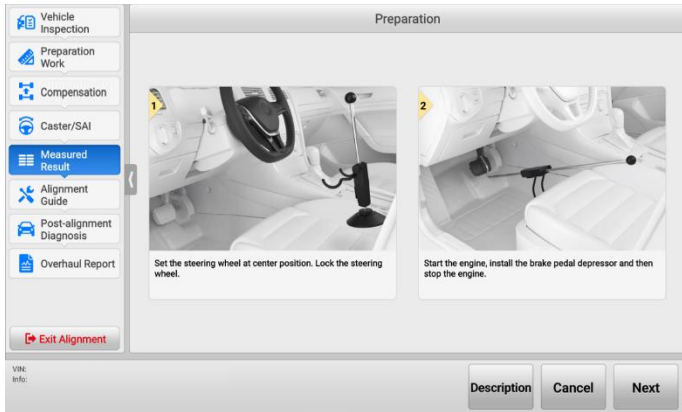 Vehicle
Inspection
Preparation
Work
Compensation
Caster/SAI
Measured
Result
Alignment
Guide
Post-alignment
Diagnosis
Overhaul Report
Exit Alignment
Preparation
1
Set the steering wheel at center position. Lock the steering
wheel.
2
Start the engine, install the brake pedal depressor and then
stop the engine.
VIN:
Info:
Description
Cancel
Next